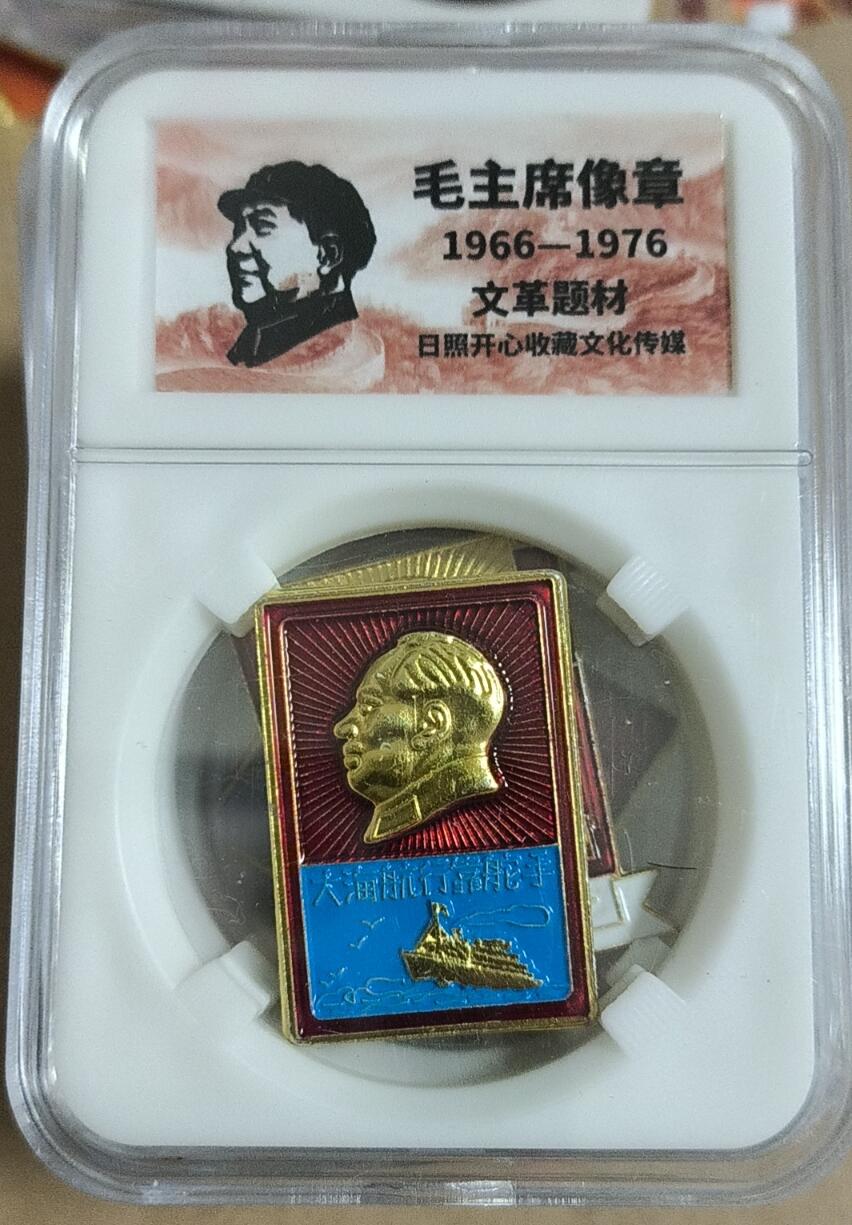 毛主席像章
1966—1976
文革题材
日照开心收藏文化传媒
大海航行靠舵手